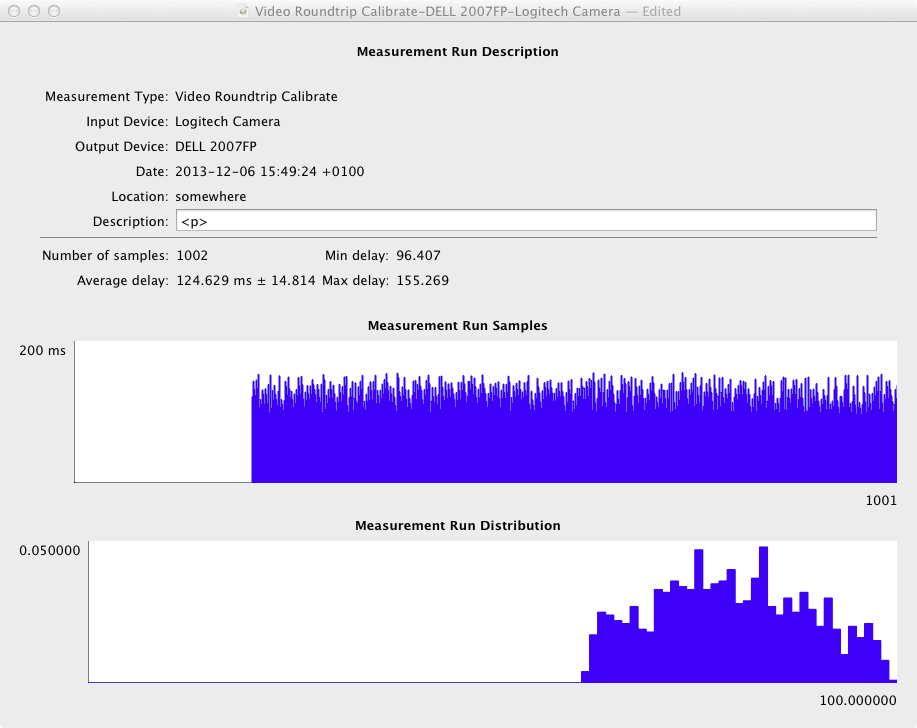 Video Roundtrip Calibrate-DELL 2007FP-Logitech Camera — Edited
Measurement Run Description
Measurement Type: Video Roundtrip Calibrate
Input Device: Logitech Camera
Output Device: DELL 2007FP
Date: 2013-12-06 15:49:24 +0100
Location: somewhere
Description: <p>
Number of samples: 1002 Min delay: 96.407
Average delay: 124.629 ms ± 14.814 Max delay: 155.269
Measurement Run Samples
200 ms
1001
Measurement Run Distribution
0.050000
100.000000